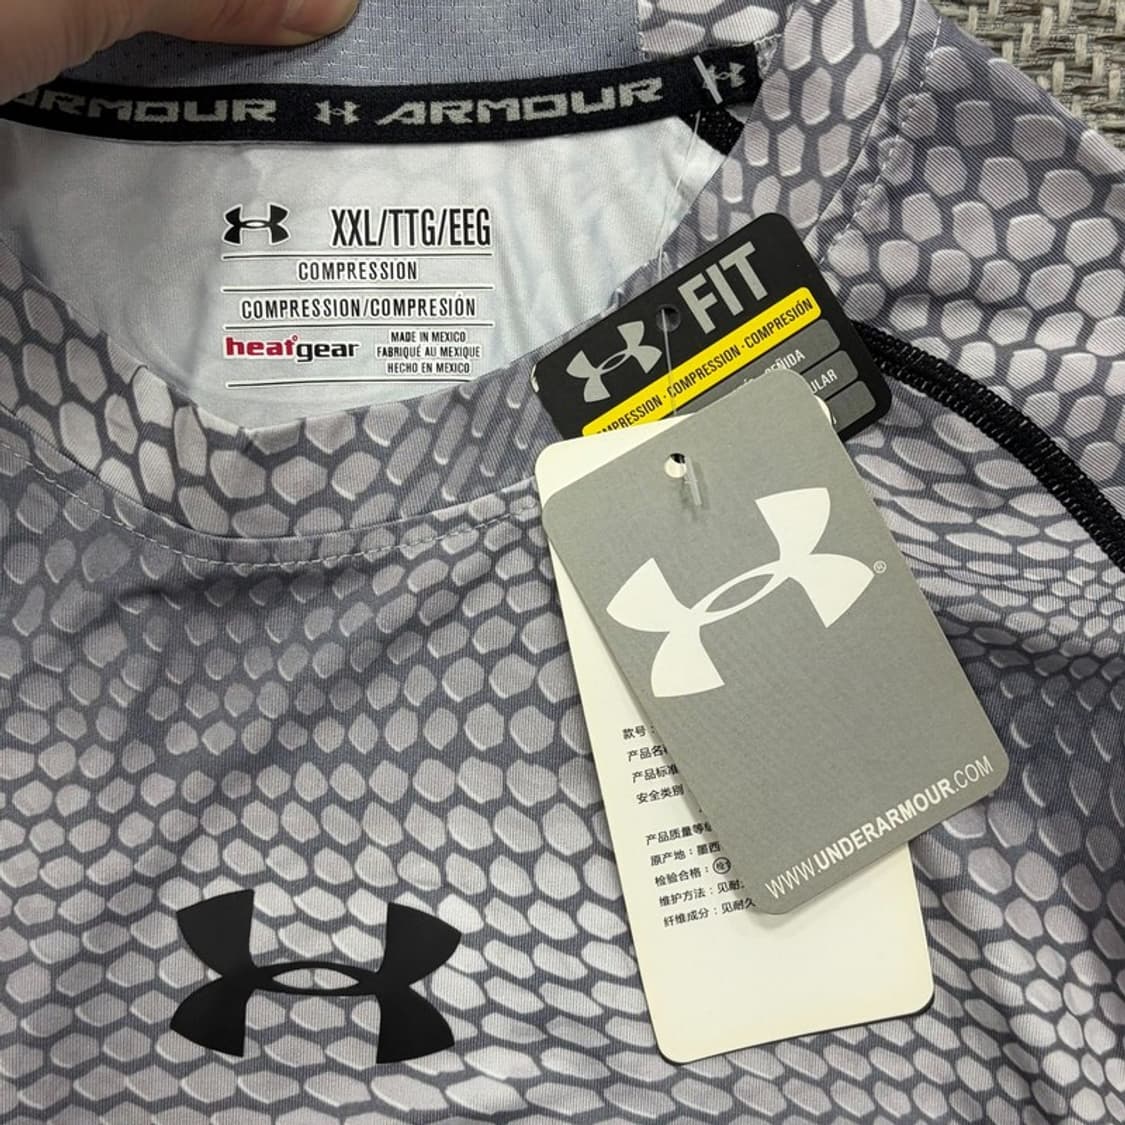 ARMOUR ARMOUR
XXL/TTG/EEG
COMPRESSION
COMPRESSION/COMPRESIÓN
heatgear
MADE IN MEXICO
FABRIQUÉ AU MEXIQUE
HECHO EN MEXICO
FIT
COMPRESSION · COMPRESSION · COMPRESIÓN
款号：
产品名
产品标准
安全类别
产品质量等级
原产地：墨西
检验合格：检
维护方法：见耐
纤维成分：见耐久
®
WWW.UNDERARMOUR.COM